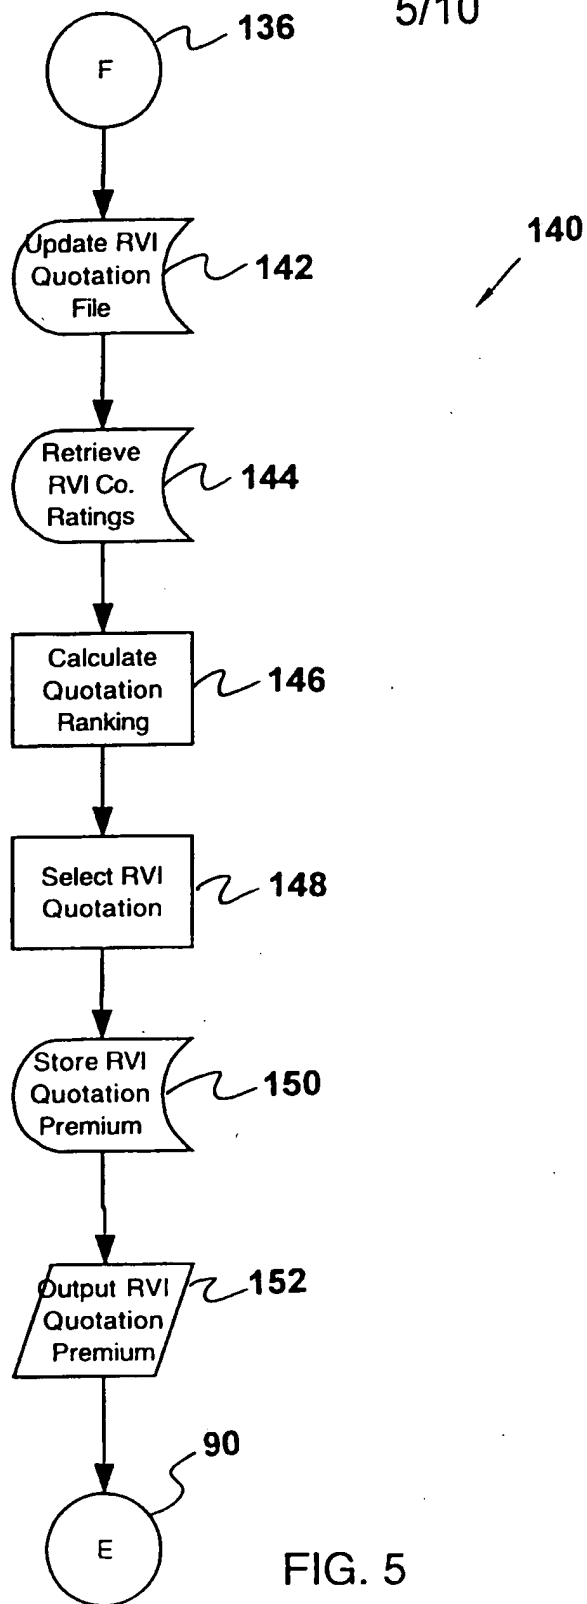 5/10
F
136
140
Update RVI
Quotation
File
142
Retrieve
RVI Co.
Ratings
144
Calculate
Quotation
Ranking
146
Select RVI
Quotation
148
Store RVI
Quotation
Premium
150
Output RVI
Quotation
Premium
152
90
E
FIG. 5